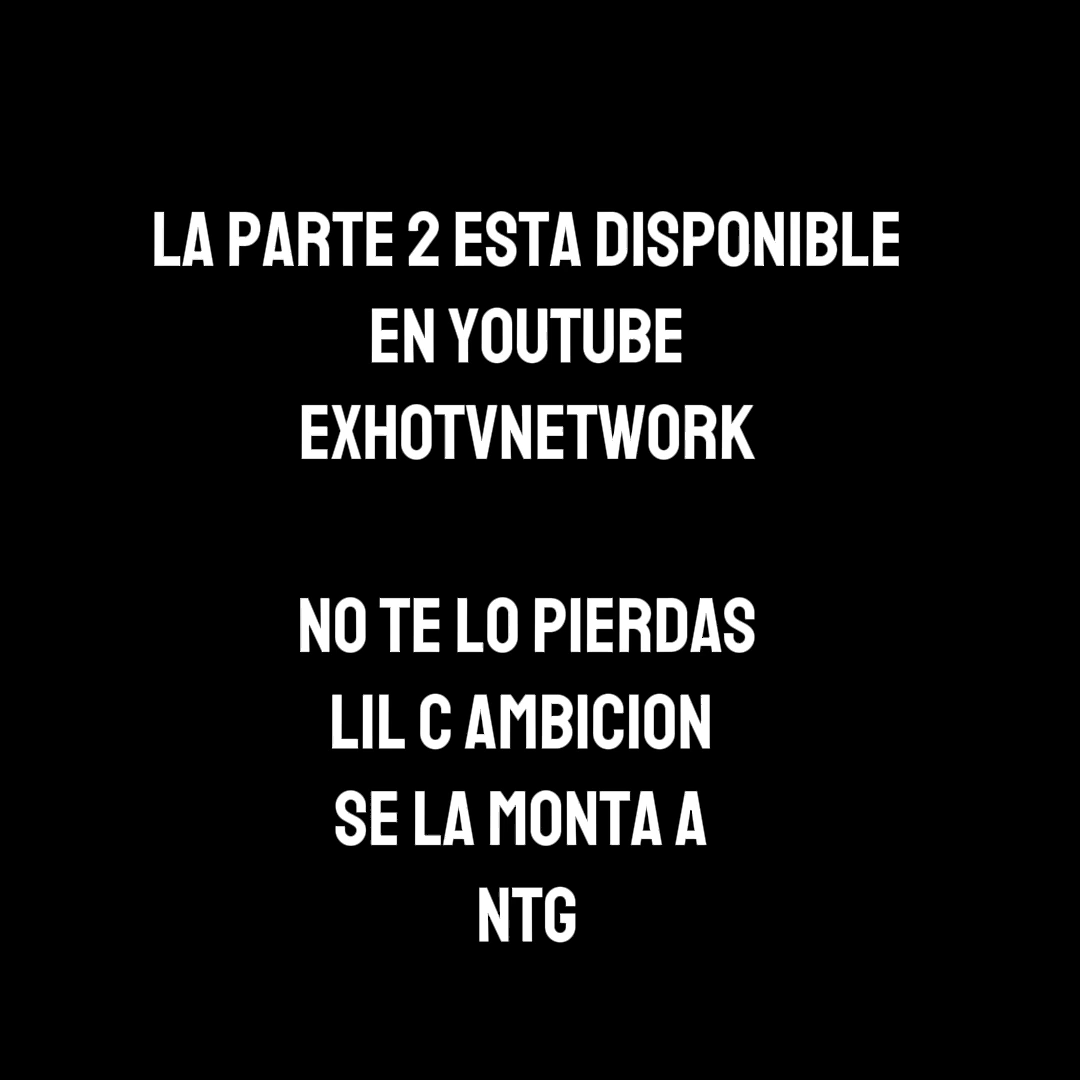 LA PARTE 2 ESTA DISPONIBLE
EN YOUTUBE
EXHOTVNETWORK
NO TE LO PIERDAS
LIL C AMBICION
SE LA MONTA A
NTG